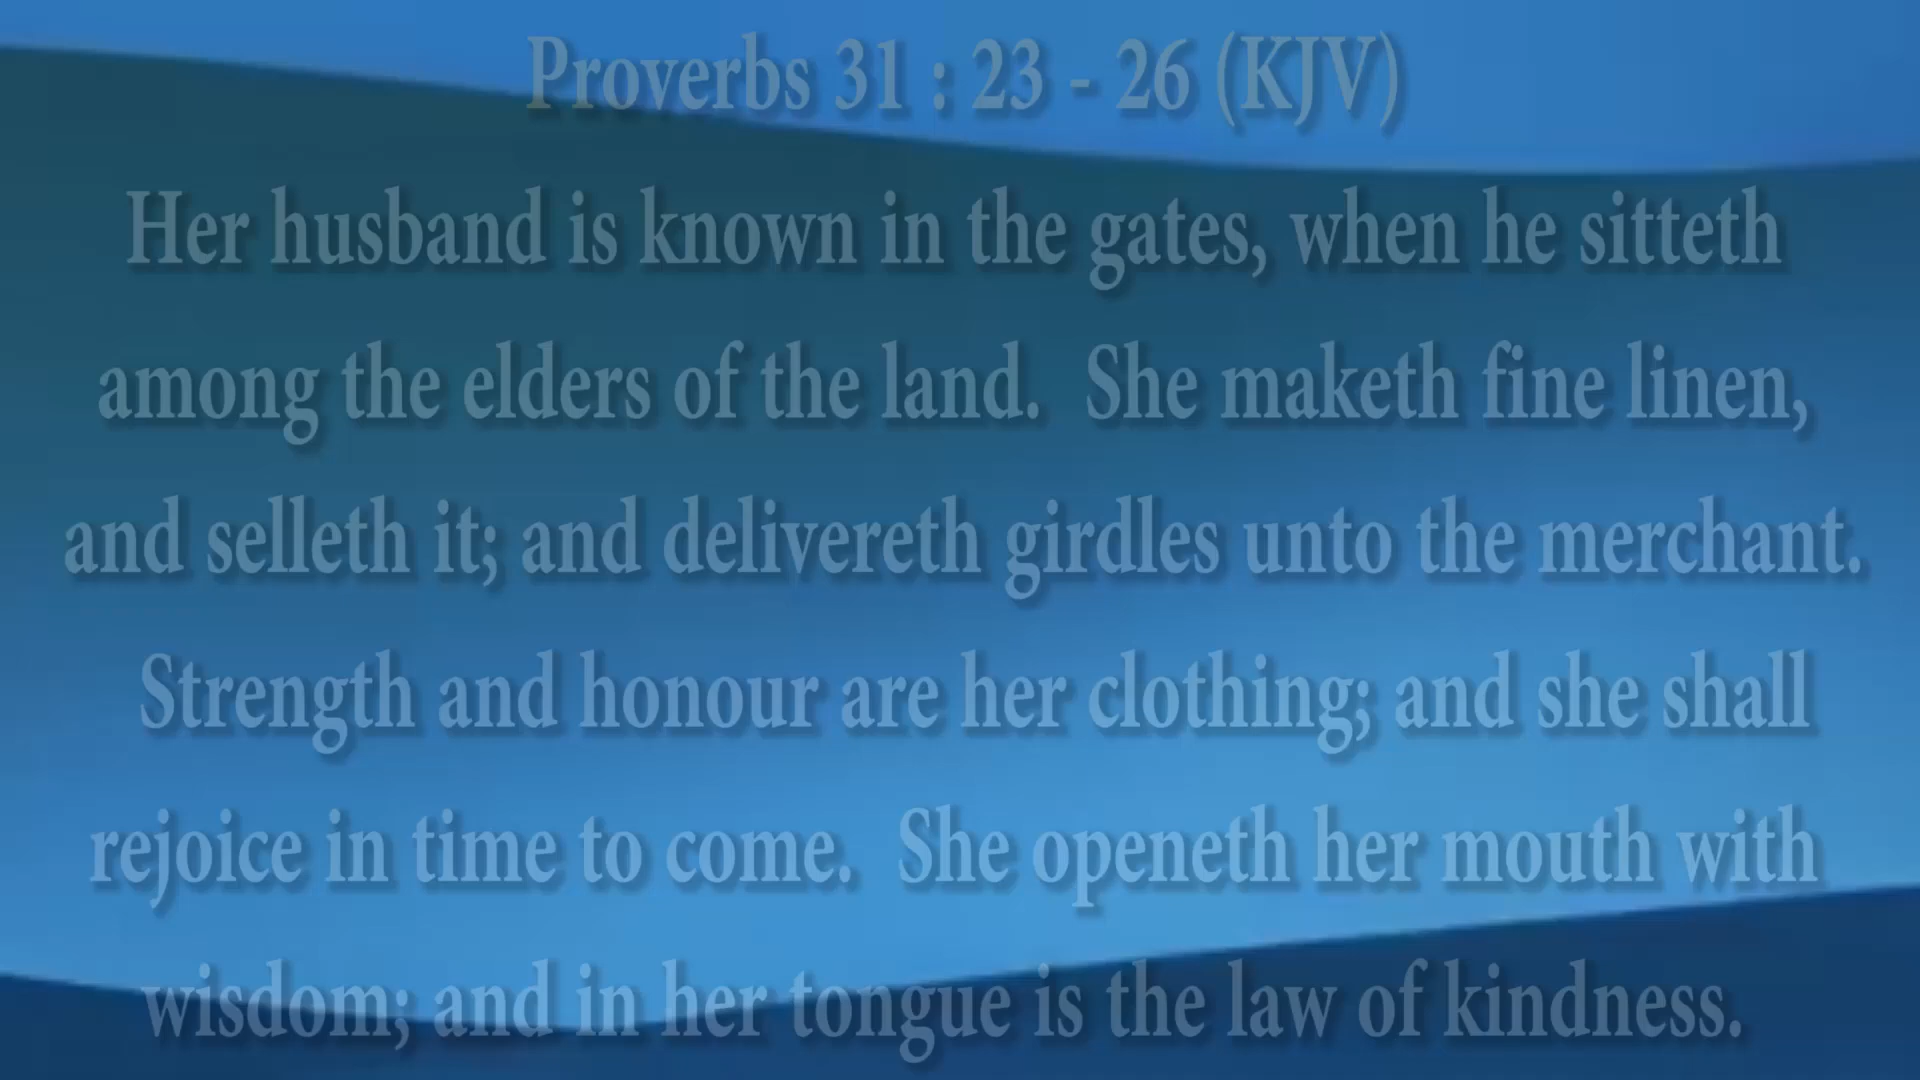 Proverbs 31 : 23 - 26 (KJV)
Her husband is known in the gates, when he sitteth
among the elders of the land.  She maketh fine linen,
and selleth it; and delivereth girdles unto the merchant.
Strength and honour are her clothing; and she shall
rejoice in time to come.  She openeth her mouth with
wisdom; and in her tongue is the law of kindness.